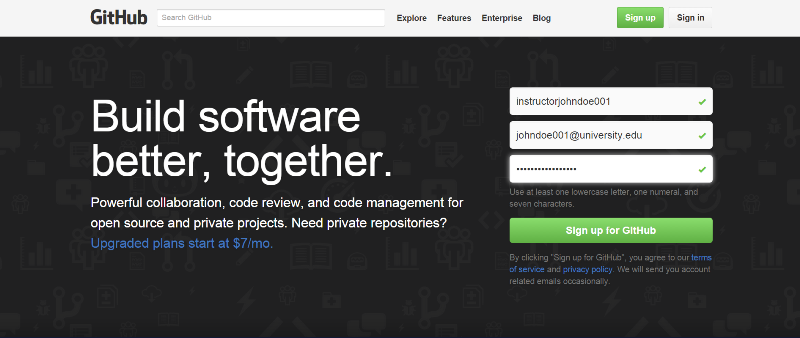 GitHub
Search GitHub
Explore Features Enterprise Blog
Sign up Sign in
Build software
better, together.
Powerful collaboration, code review, and code management for
open source and private projects. Need private repositories?
Upgraded plans start at $7/mo.
instructorjohndoe001
johndoe001@university.edu
Use at least one lowercase letter, one numeral, and
seven characters.
Sign up for GitHub
By clicking "Sign up for GitHub", you agree to our terms
of service and privacy policy. We will send you account
related emails occasionally.